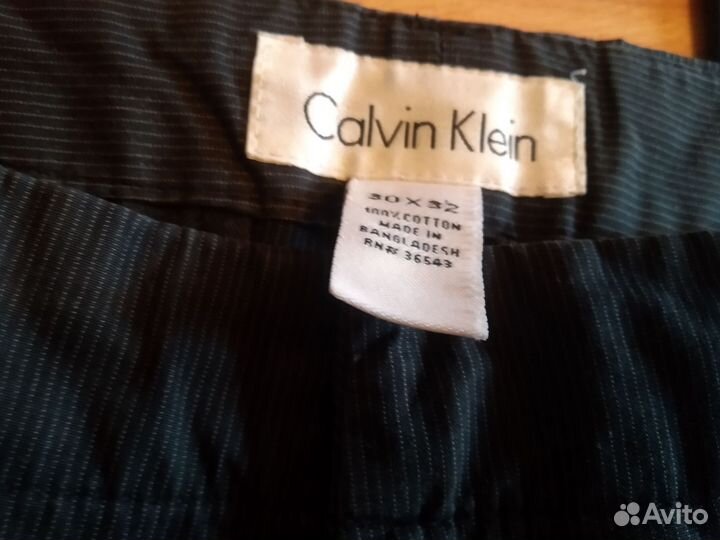 Calvin Klein
30 X 32
100% COTTON
MADE IN
BANGLADESH
RN# 36543
Avito